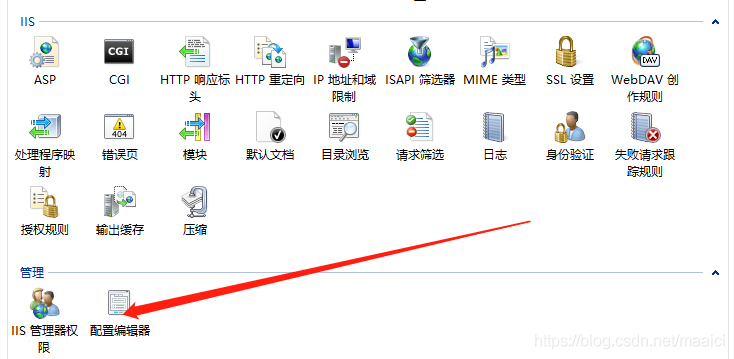 IIS
ASP
CGI
HTTP 响应标
头
HTTP 重定向
IP 地址和域
限制
ISAPI 筛选器
MIME 类型
SSL 设置
WebDAV 创
作规则
处理程序映
射
错误页
模块
默认文档
目录浏览
请求筛选
日志
身份验证
失败请求跟
踪规则
授权规则
输出缓存
压缩
管理
IIS 管理器权
限
配置编辑器
https://blog.csdn.net/maaici